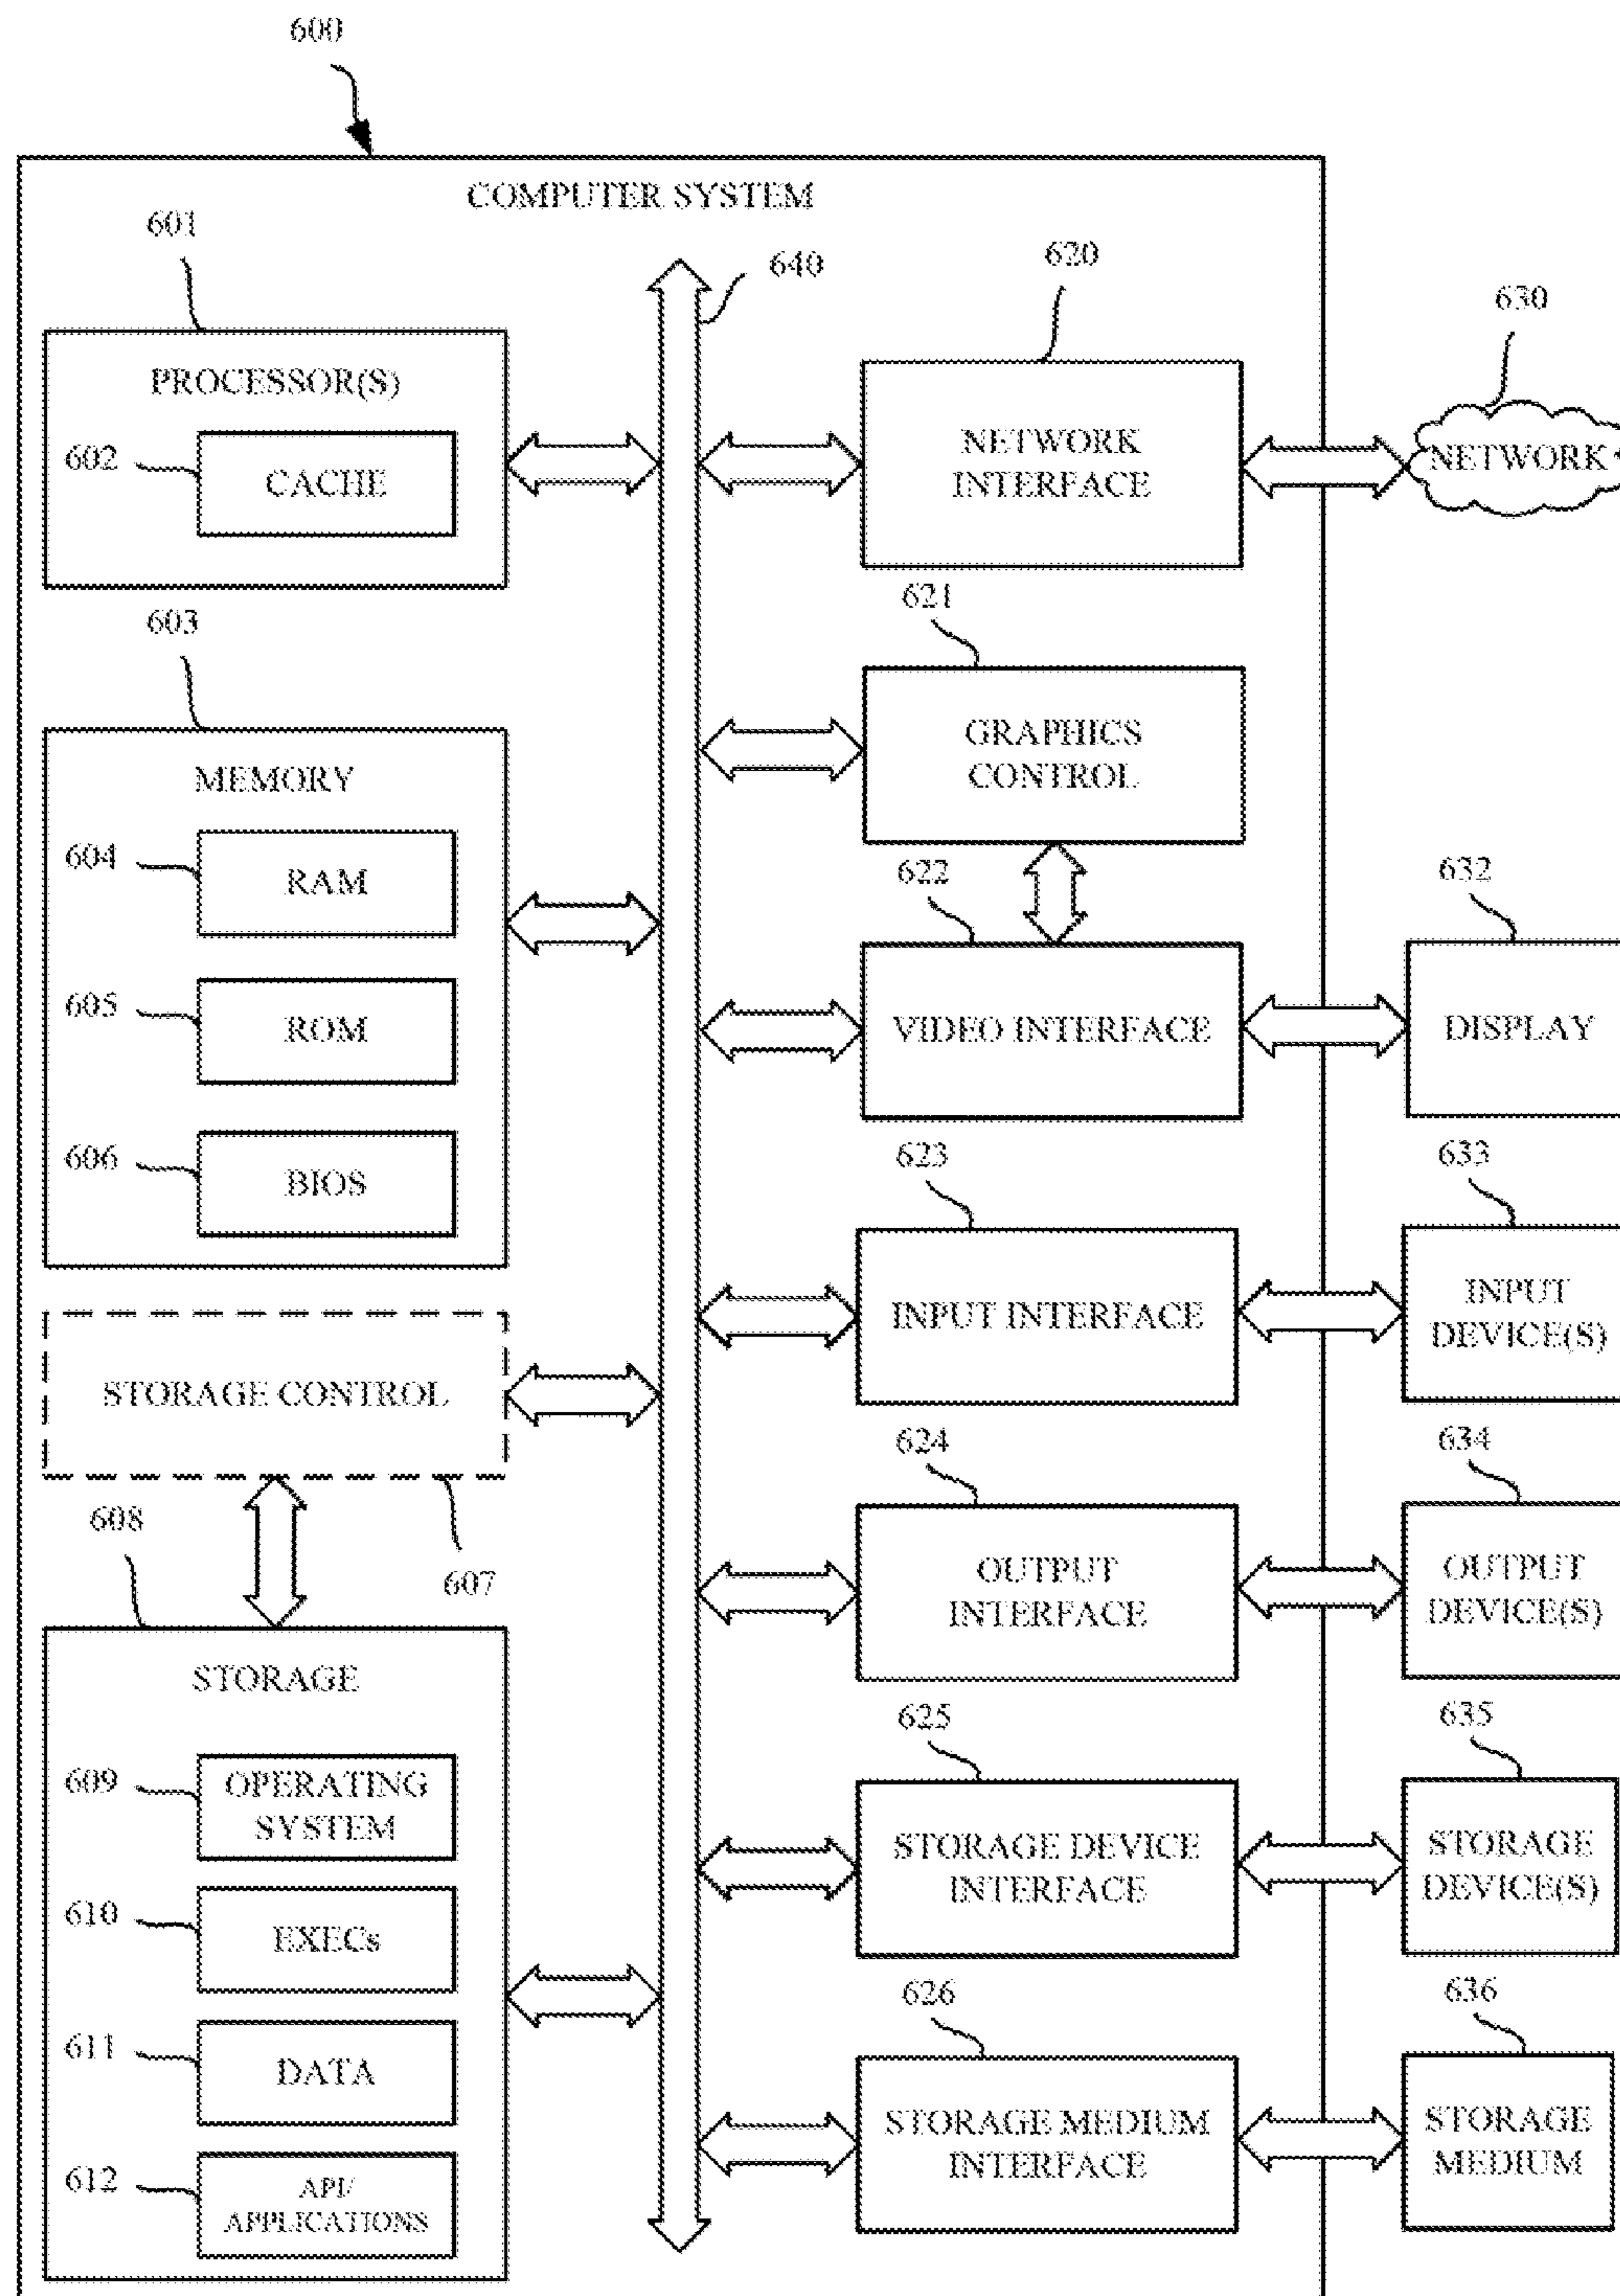 600
COMPUTER SYSTEM
601
640
620
630
PROCESSOR(S)
602
CACHE
NETWORK
INTERFACE
NETWORK
603
621
MEMORY
GRAPHICS
CONTROL
604
RAM
622
632
605
ROM
VIDEO INTERFACE
DISPLAY
606
BIOS
623
633
INPUT INTERFACE
INPUT
DEVICE(S)
STORAGE CONTROL
624
634
608
607
OUTPUT
INTERFACE
OUTPUT
DEVICE(S)
STORAGE
625
635
609
OPERATING
SYSTEM
STORAGE DEVICE
INTERFACE
STORAGE
DEVICE(S)
610
EXECs
626
636
611
DATA
STORAGE MEDIUM
INTERFACE
STORAGE
MEDIUM
612
API/
APPLICATIONS